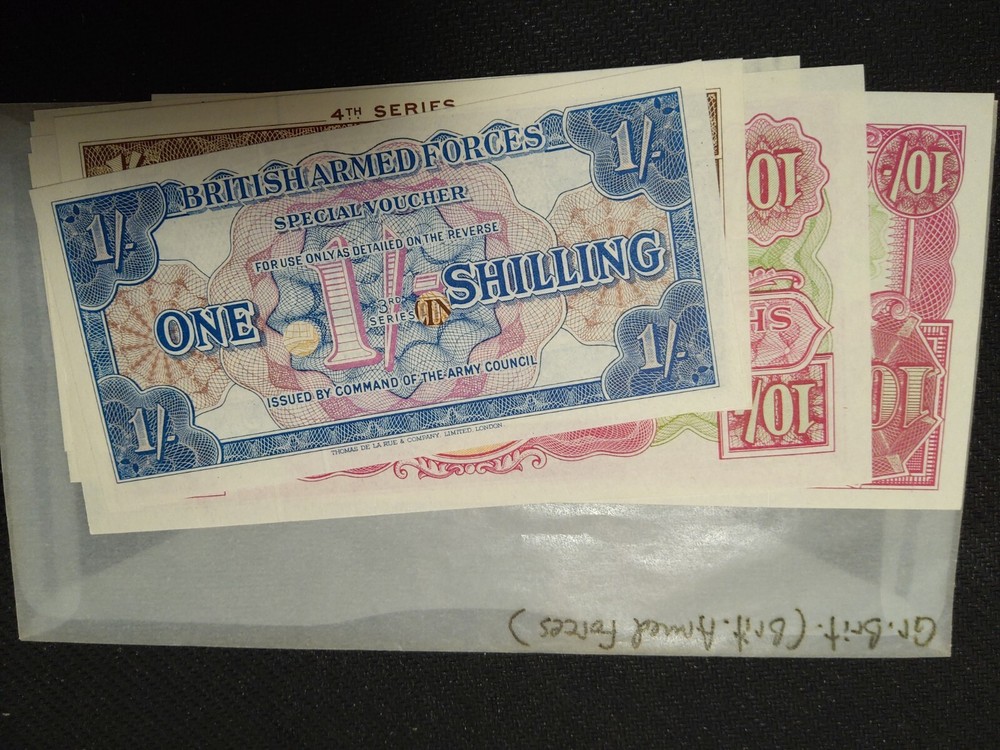 4TH SERIES
1/-
1/-
BRITISH ARMED FORCES
1/-
SPECIAL VOUCHER
FOR USE ONLY AS DETAILED ON THE REVERSE
ONE 1/- SHILLING
3RD
SERIES
1/-
1/-
ISSUED BY COMMAND OF THE ARMY COUNCIL
THOMAS DE LA RUE & COMPANY, LIMITED, LONDON.
10
HS
10/
10/
10
Gr. Brit. (Brit. Armed Forces)